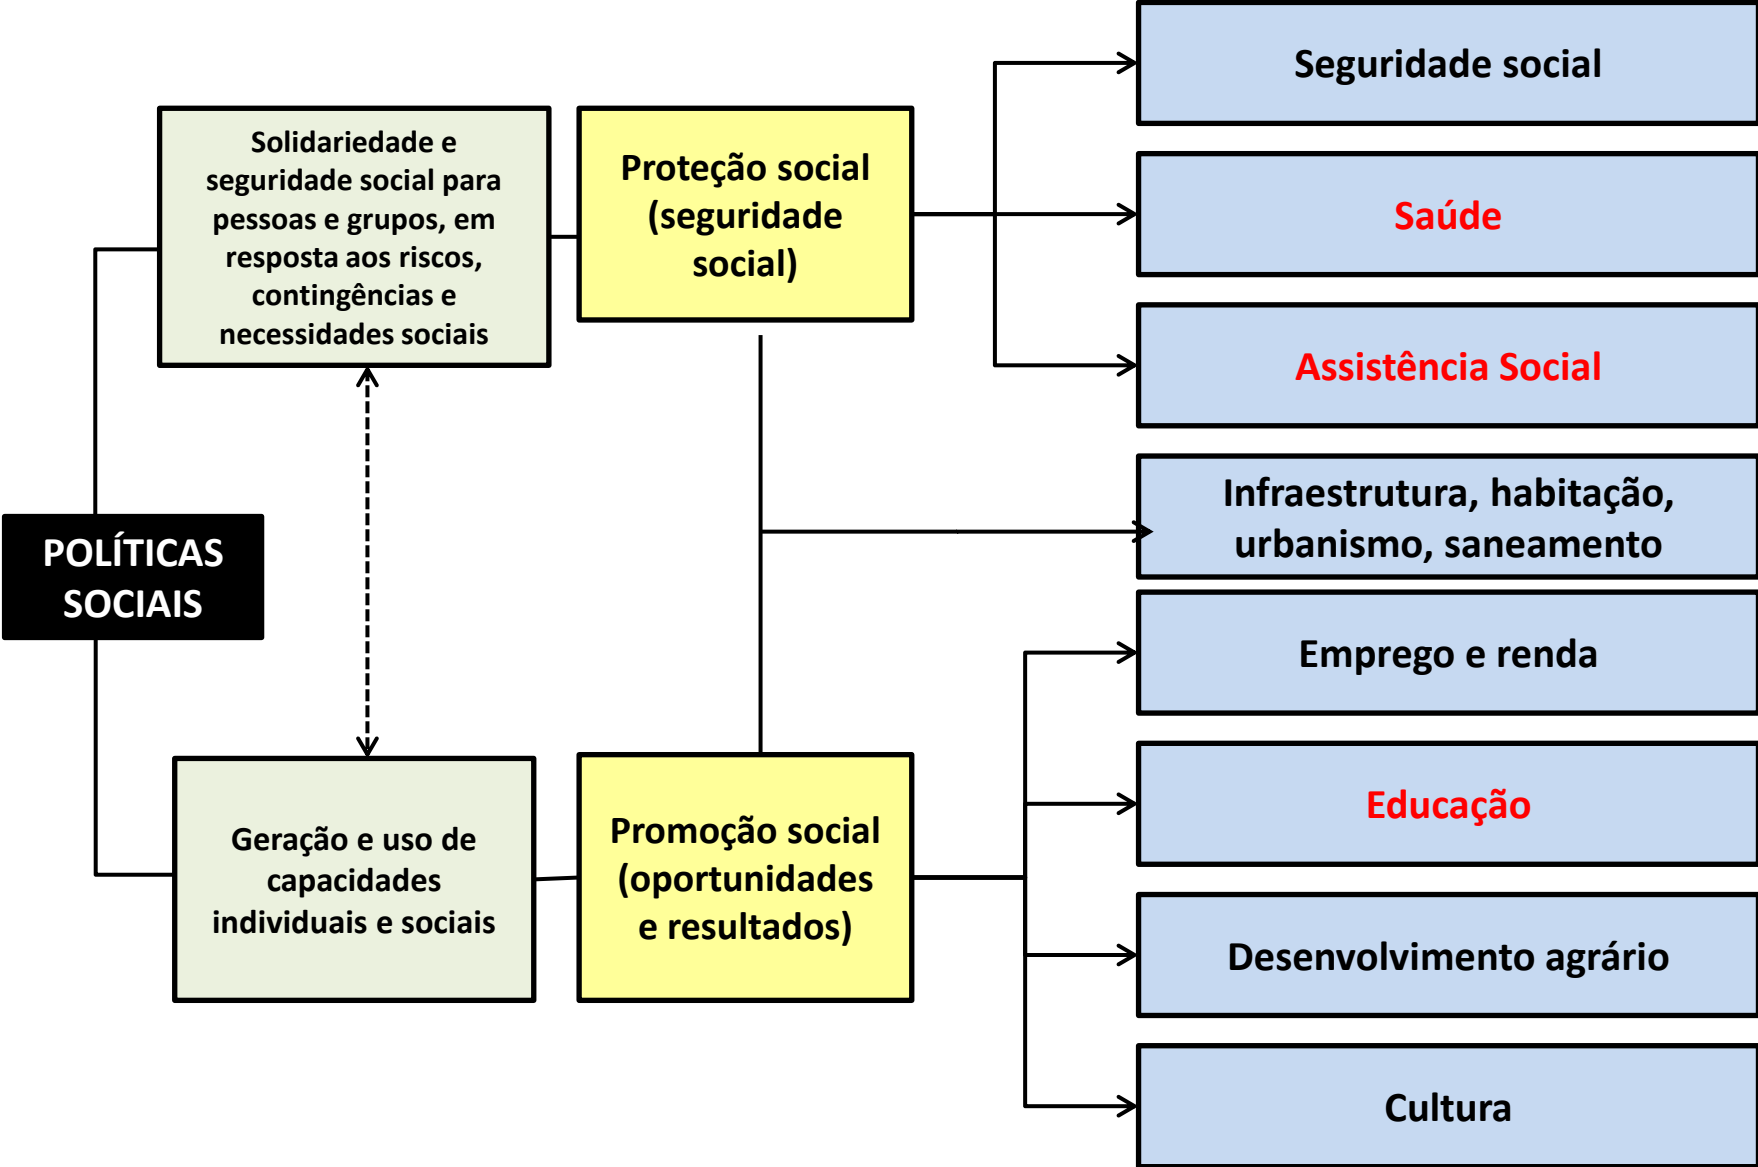 POLÍTICAS
SOCIAIS
Solidariedade e
seguridade social para
pessoas e grupos, em
resposta aos riscos,
contingências e
necessidades sociais
Proteção social
(seguridade
social)
Seguridade social
Saúde
Assistência Social
Infraestrutura, habitação,
urbanismo, saneamento
Geração e uso de
capacidades
individuais e sociais
Promoção social
(oportunidades
e resultados)
Emprego e renda
Educação
Desenvolvimento agrário
Cultura